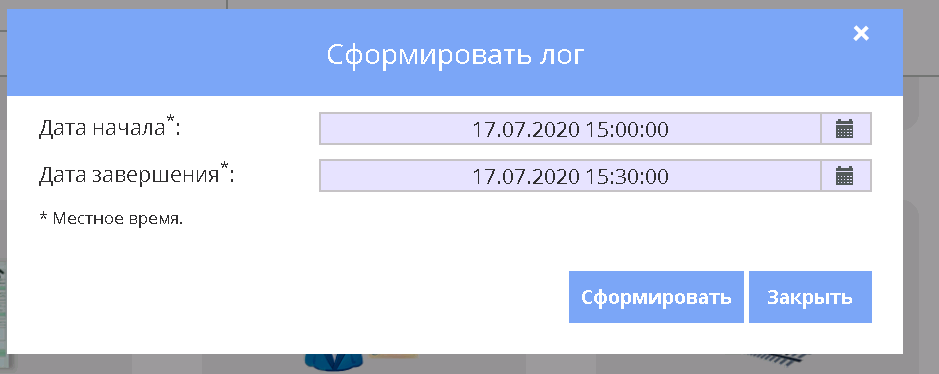 Сформировать лог
Дата начала*: 17.07.2020 15:00:00
Дата завершения*: 17.07.2020 15:30:00
* Местное время.
Сформировать Закрыть